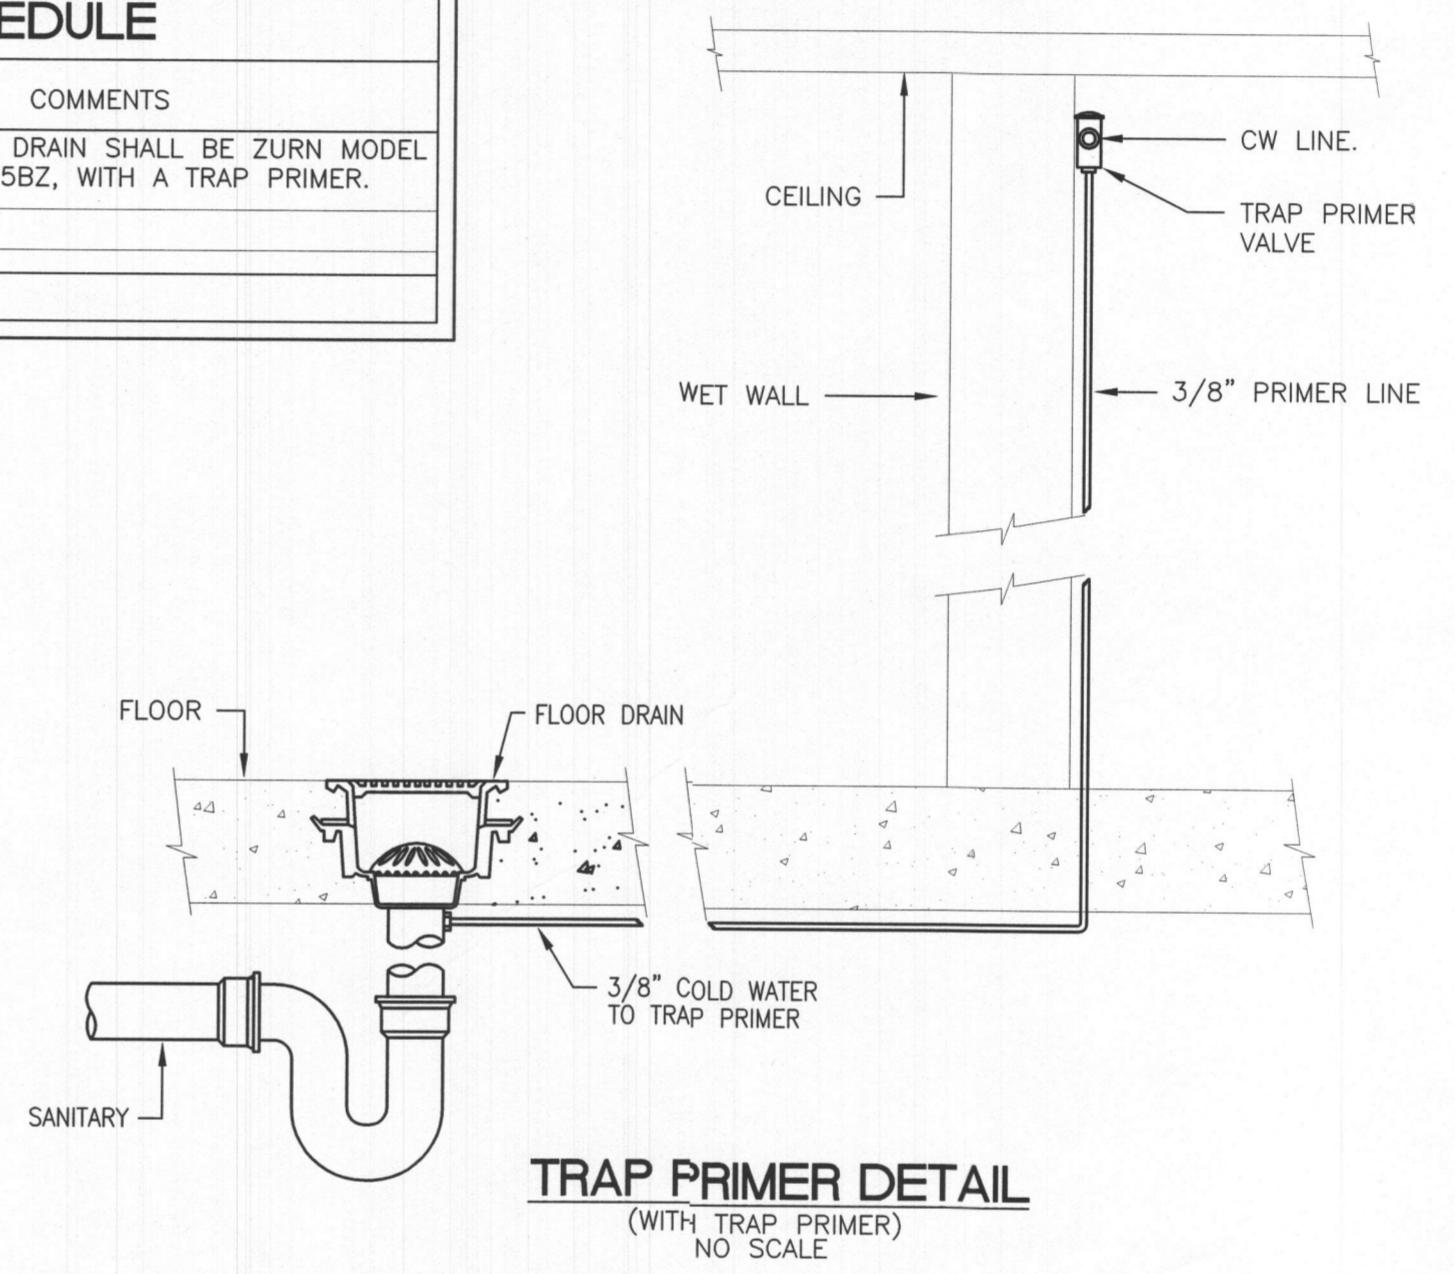 EDULE
COMMENTS
DRAIN SHALL BE ZURN MODEL
5BZ, WITH A TRAP PRIMER.
CEILING
CW LINE.
TRAP PRIMER
VALVE
WET WALL
3/8" PRIMER LINE
FLOOR
FLOOR DRAIN
3/8" COLD WATER
TO TRAP PRIMER
SANITARY
TRAP PRIMER DETAIL
(WITH TRAP PRIMER)
NO SCALE